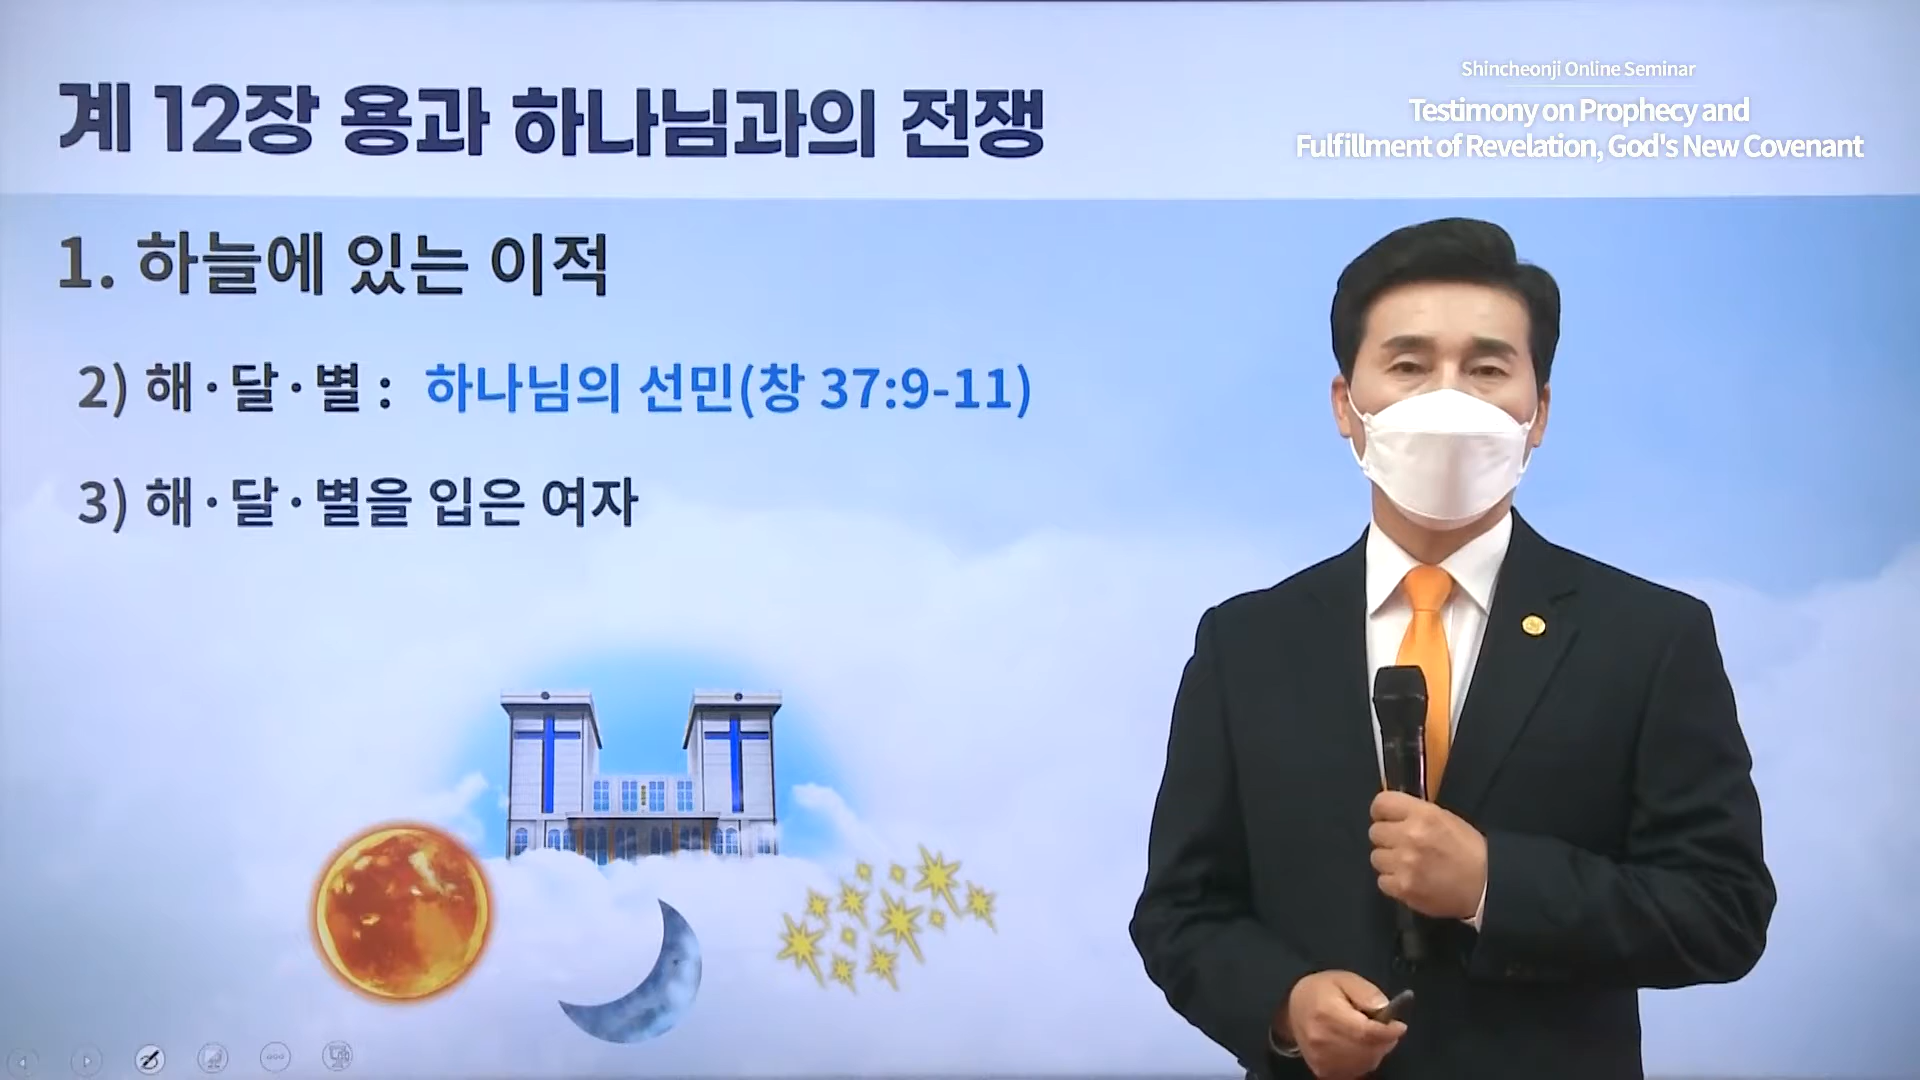 계 12장 용과 하나님과의 전쟁
Shincheonji Online Seminar
Testimony on Prophecy and
Fulfillment of Revelation, God's New Covenant
1. 하늘에 있는 이적
2) 해·달·별 : 하나님의 선민(창 37:9-11)
3) 해·달·별을 입은 여자